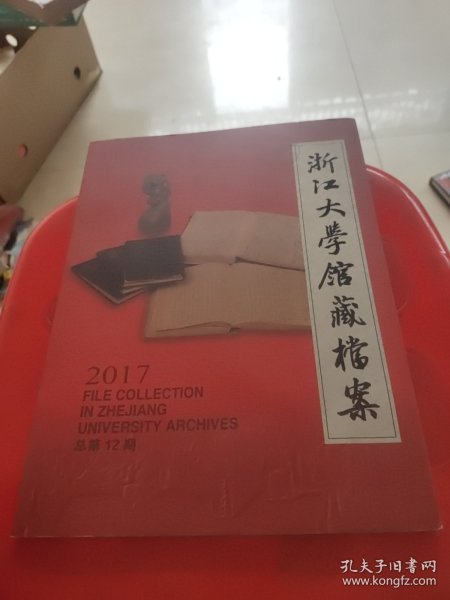 浙江大學館藏檔案
2017
FILE COLLECTION
IN ZHEJIANG
UNIVERSITY ARCHIVES
总第12期
孔夫子旧书网
www.kongfz.com